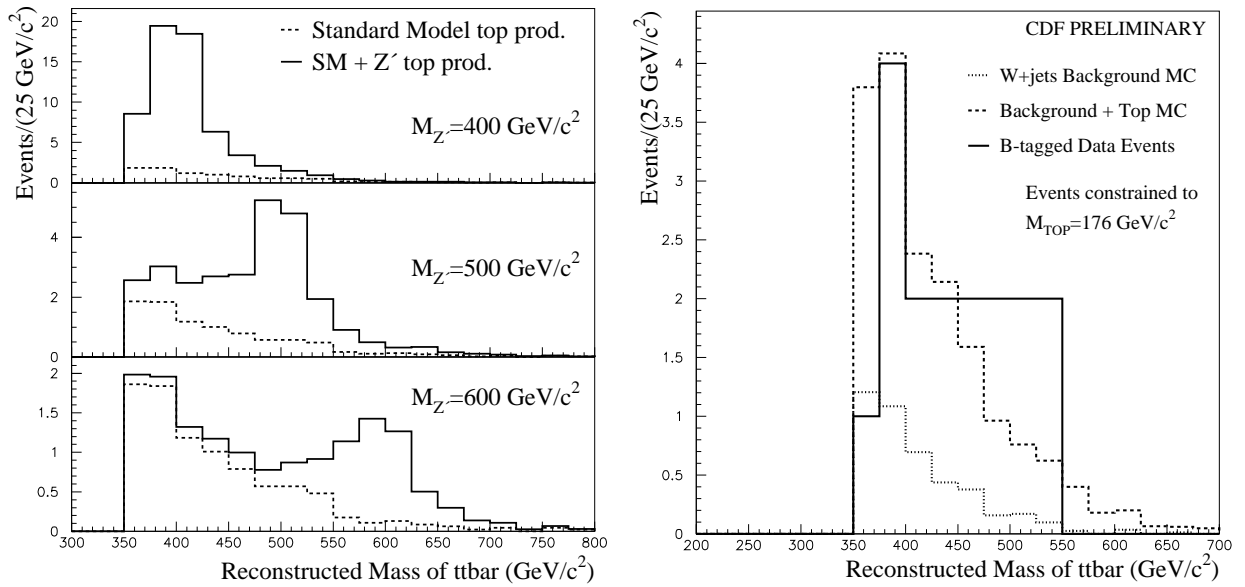 Events/(25 GeV/c²)
20
15
10
5
0
Standard Model top prod.
SM + Z´ top prod.
M_Z´=400 GeV/c²
4
2
0
M_Z´=500 GeV/c²
2
1.5
1
0.5
0
M_Z´=600 GeV/c²
300 350 400 450 500 550 600 650 700 750 800
Reconstructed Mass of ttbar (GeV/c²)
Events/(25 GeV/c²)
4
3.5
3
2.5
2
1.5
1
0.5
0
CDF PRELIMINARY
W+jets Background MC
Background + Top MC
B-tagged Data Events
Events constrained to
M_TOP=176 GeV/c²
200 250 300 350 400 450 500 550 600 650 700
Reconstructed Mass of ttbar (GeV/c²)